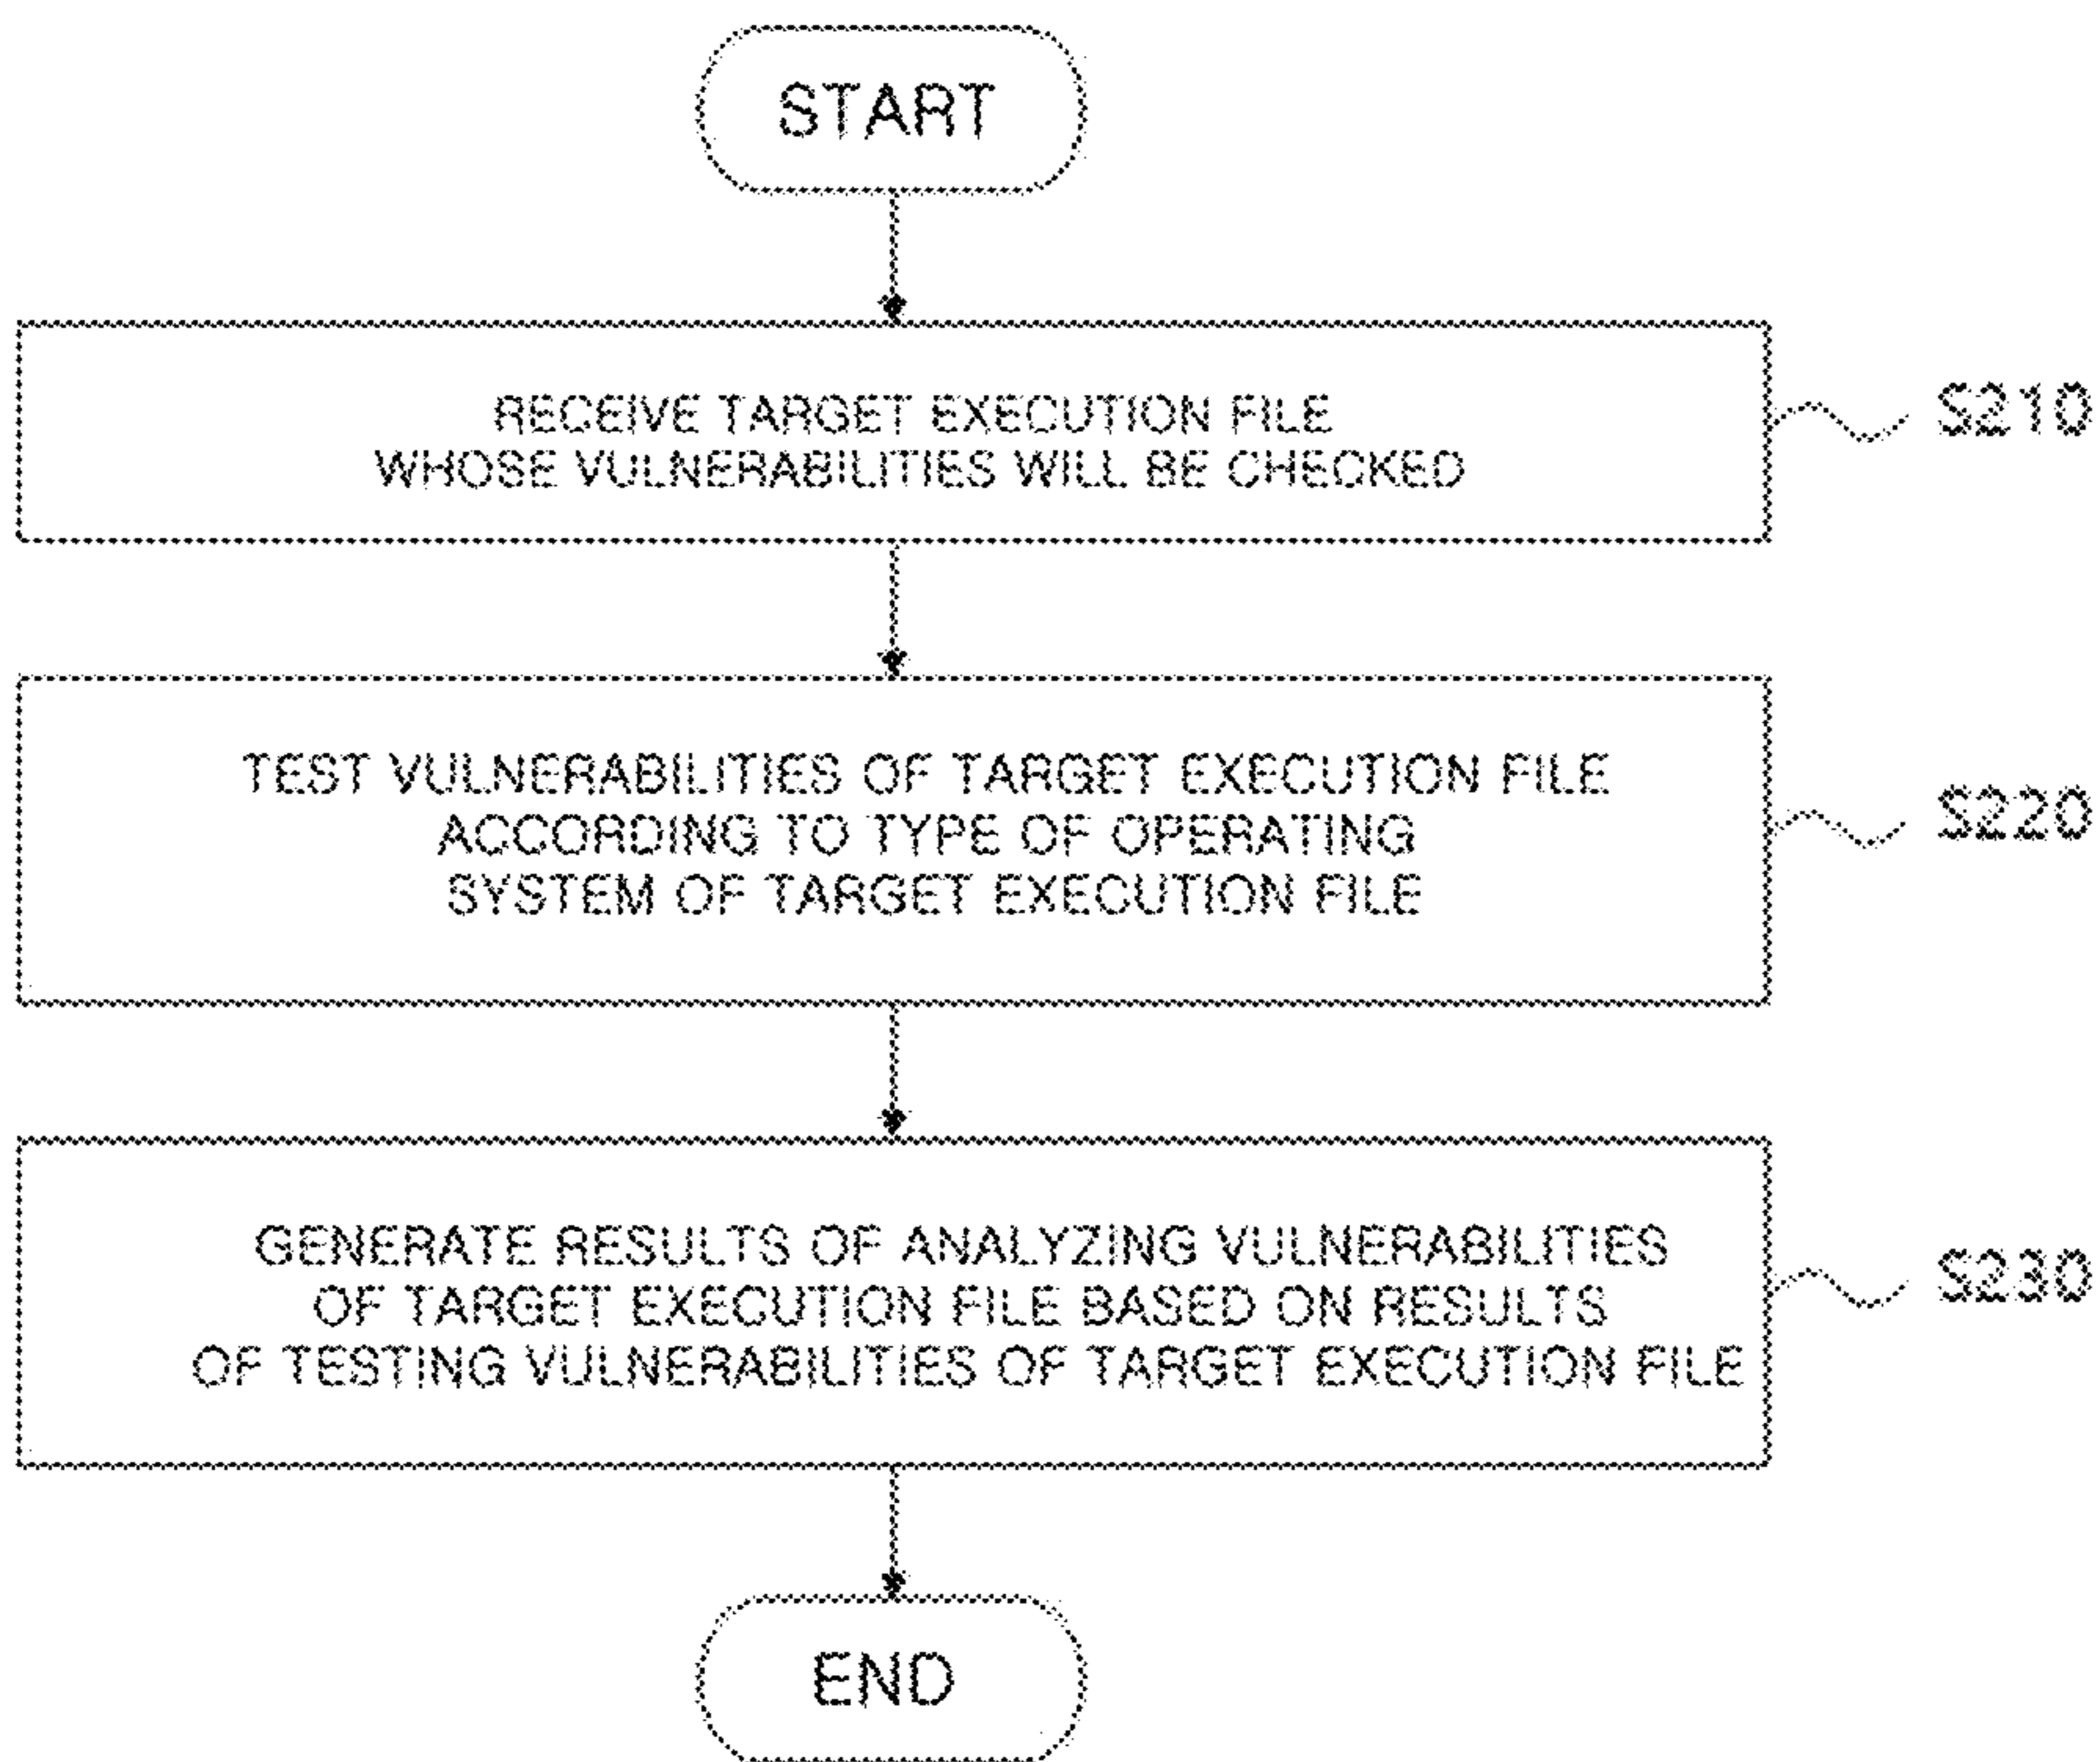 START
RECEIVE TARGET EXECUTION FILE
WHOSE VULNERABILITIES WILL BE CHECKED
S210
TEST VULNERABILITIES OF TARGET EXECUTION FILE
ACCORDING TO TYPE OF OPERATING
SYSTEM OF TARGET EXECUTION FILE
S220
GENERATE RESULTS OF ANALYZING VULNERABILITIES
OF TARGET EXECUTION FILE BASED ON RESULTS
OF TESTING VULNERABILITIES OF TARGET EXECUTION FILE
S230
END